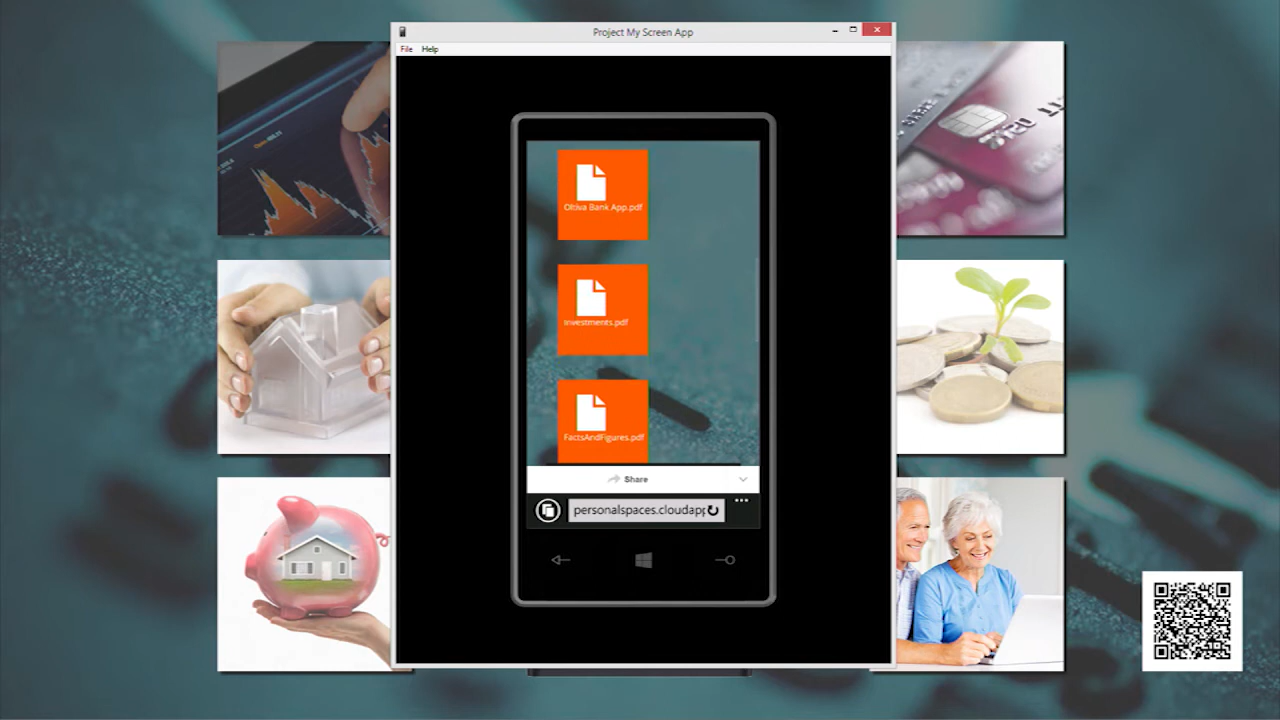 Project My Screen App
File Help
Oltiva Bank App.pdf
Investments.pdf
FactsAndFigures.pdf
Share
personalspaces.cloudapp